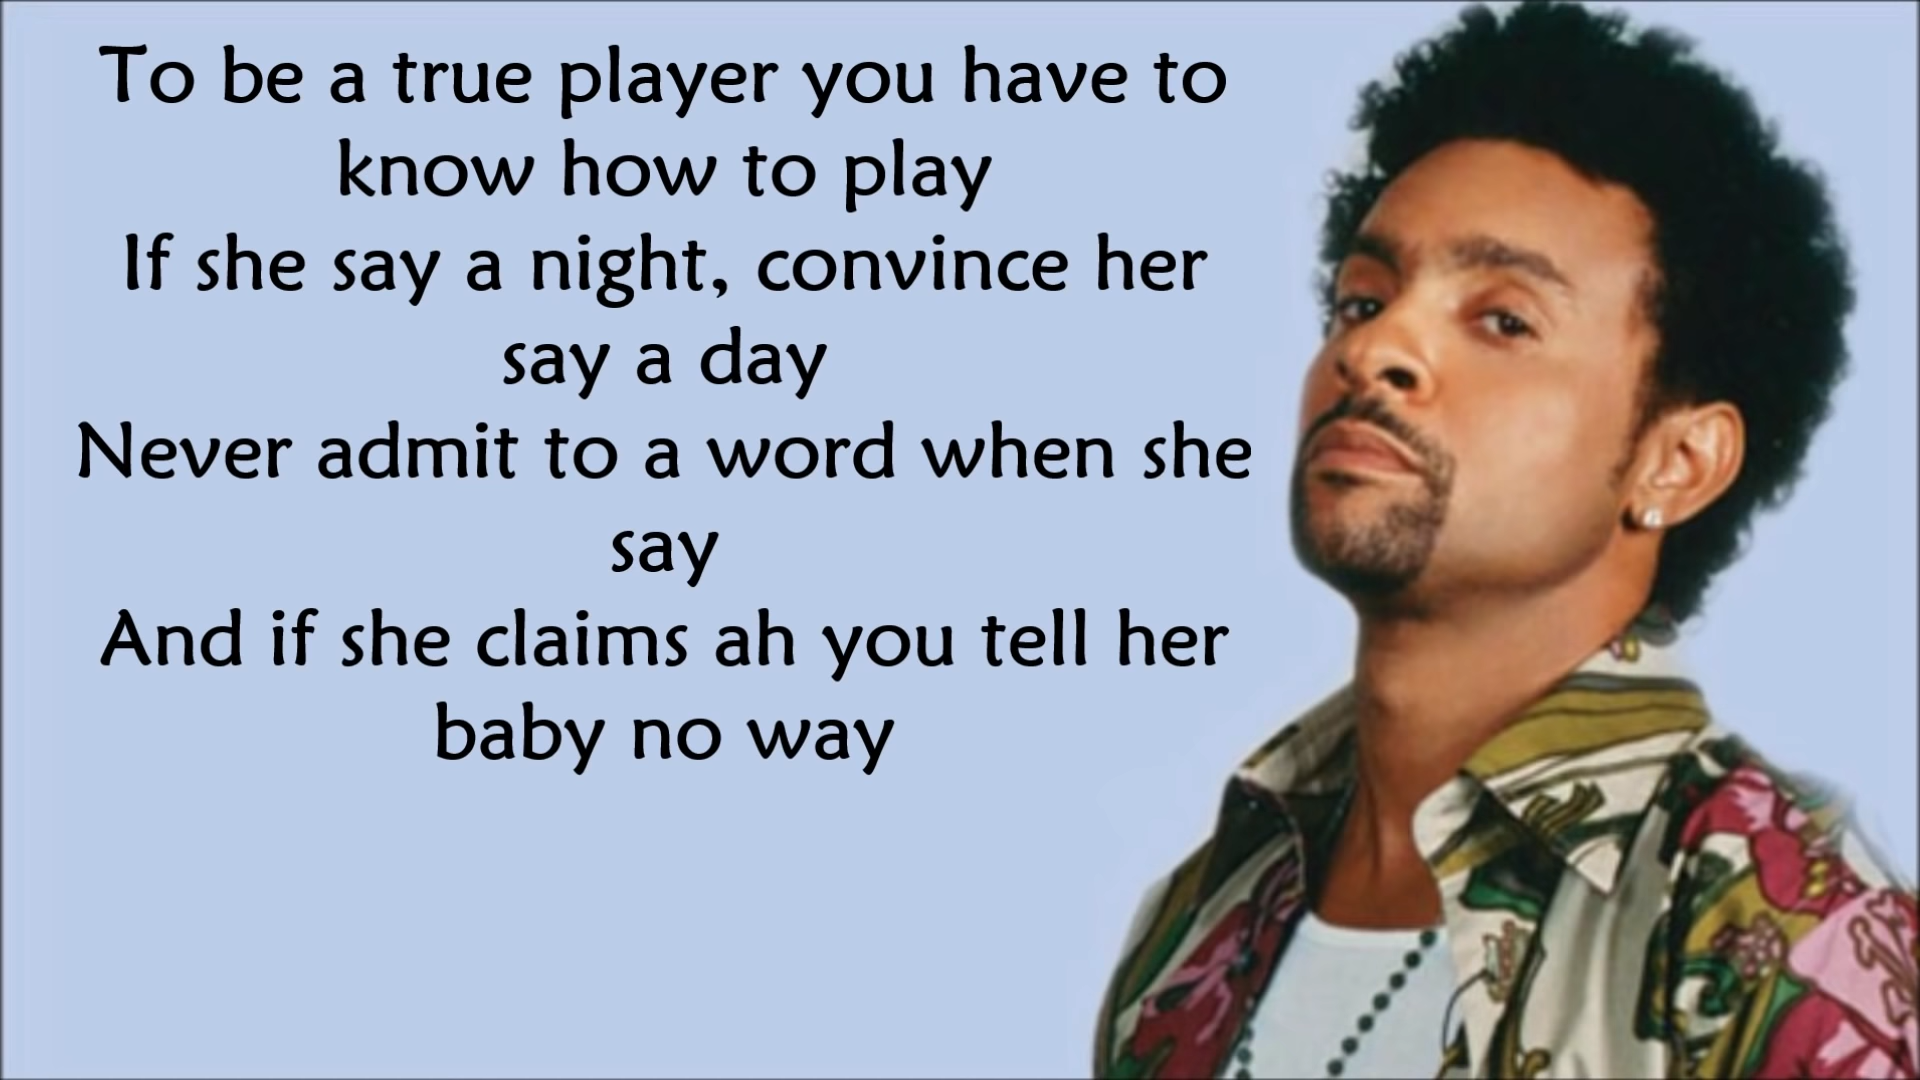 To be a true player you have to
know how to play
If she say a night, convince her
say a day
Never admit to a word when she
say
And if she claims ah you tell her
baby no way